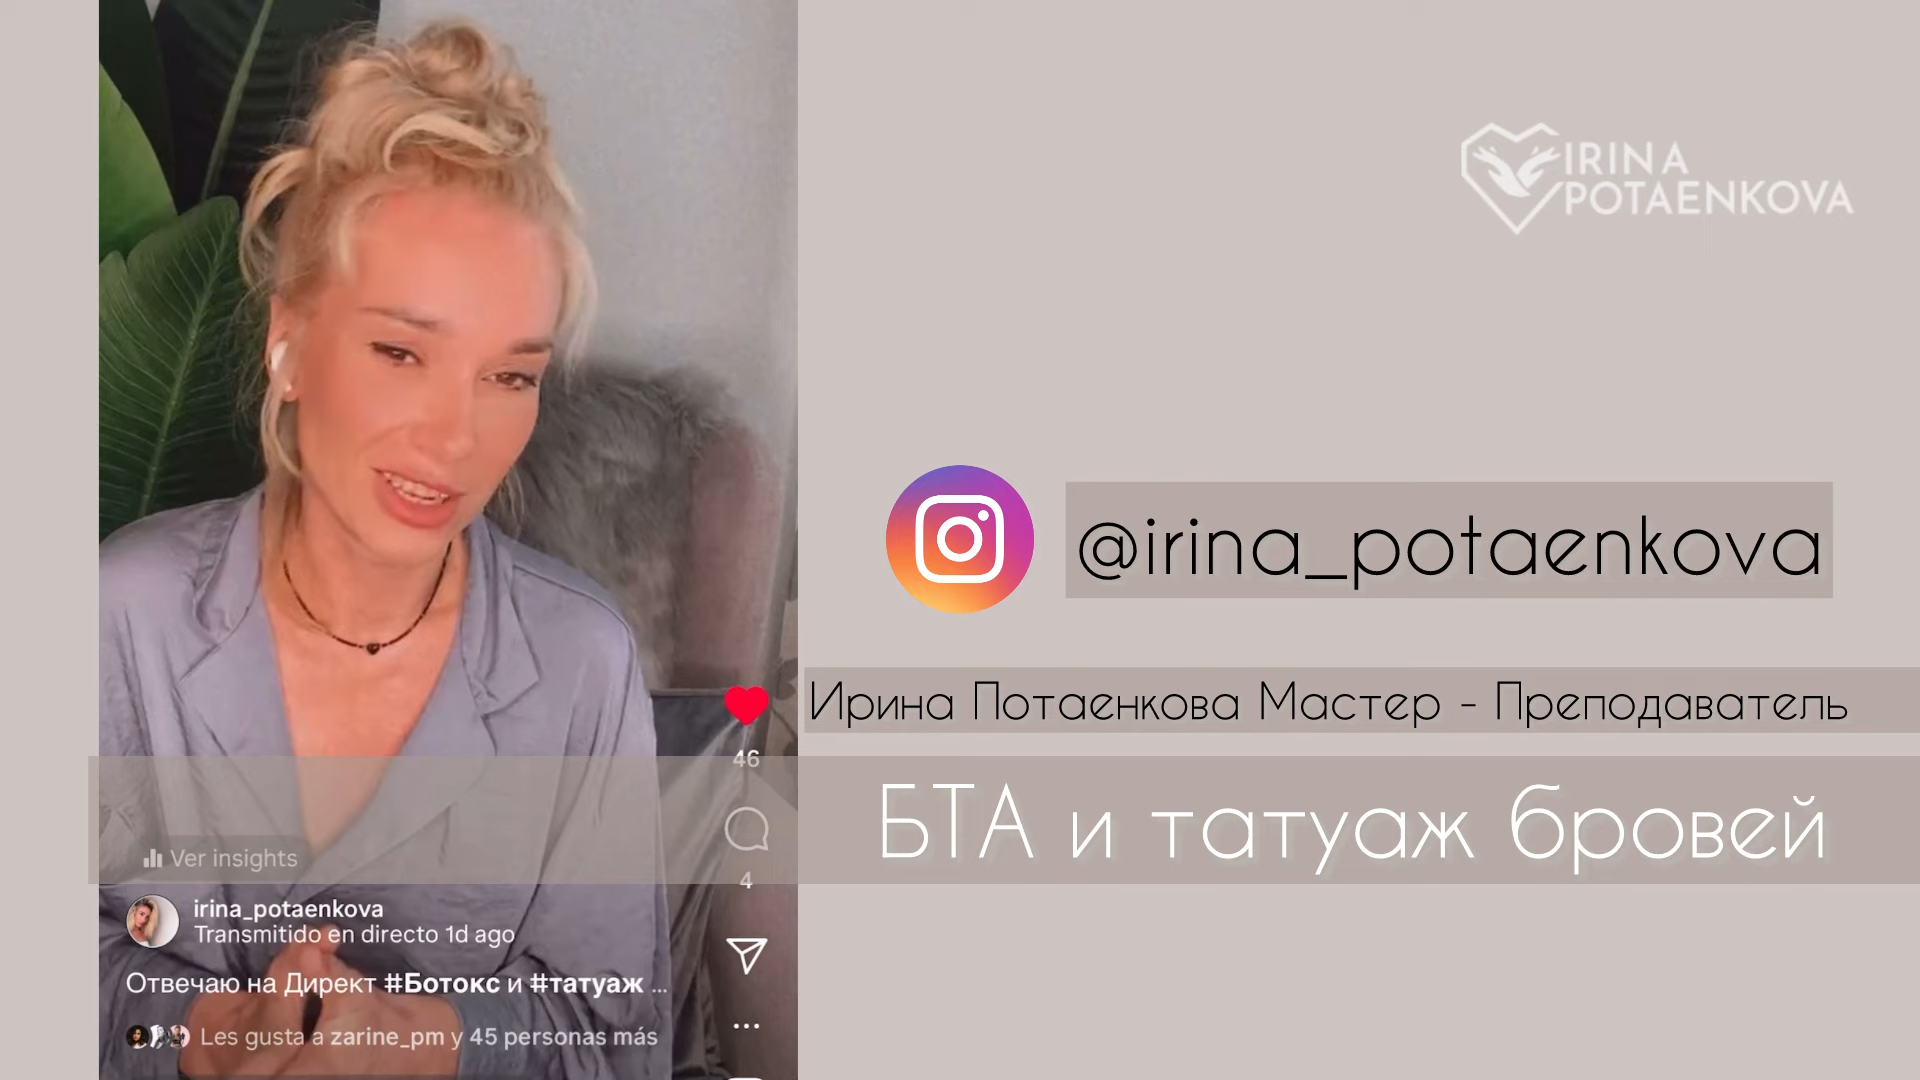 IRINA
POTAENKOVA
@irina_potaenkova
Ирина Потаенкова Мастер - Преподаватель
БТА и татуаж бровей
46
4
Ver insights
irina_potaenkova
Transmitido en directo 1d ago
Отвечаю на Директ #Ботокс и #татуаж ...
Les gusta a zarine_pm y 45 personas más